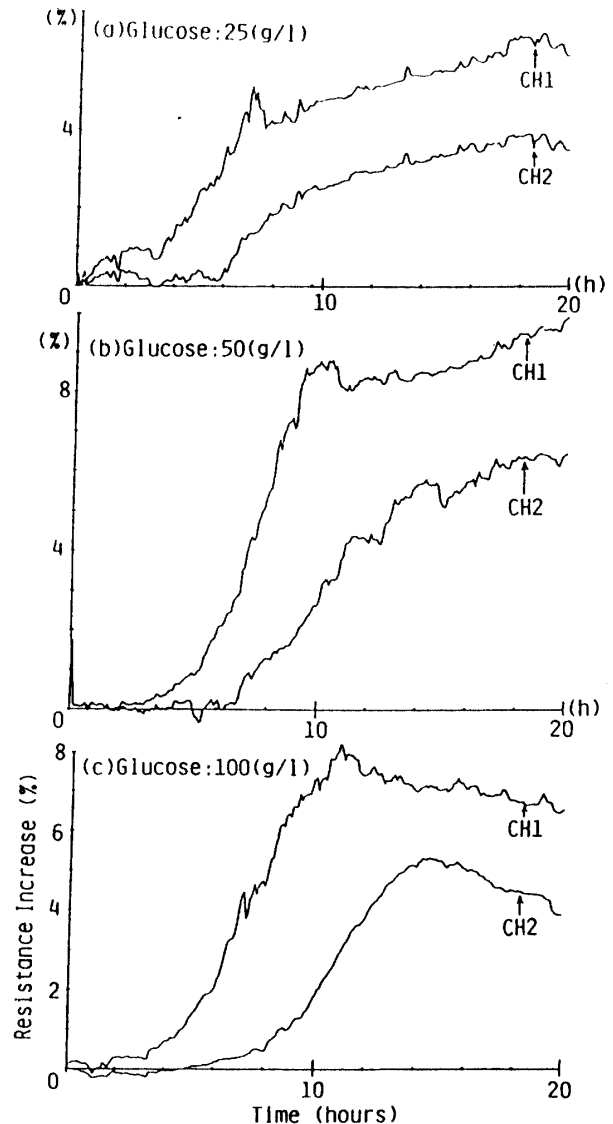 (%)
(a)Glucose:25(g/l)
4
CH1
CH2
0
10
(h)
20
(%)
(b)Glucose:50(g/l)
8
CH1
CH2
4
0
10
(h)
20
8
(c)Glucose:100(g/l)
6
CH1
4
CH2
2
0
10
20
Resistance Increase (%)
Time (hours)